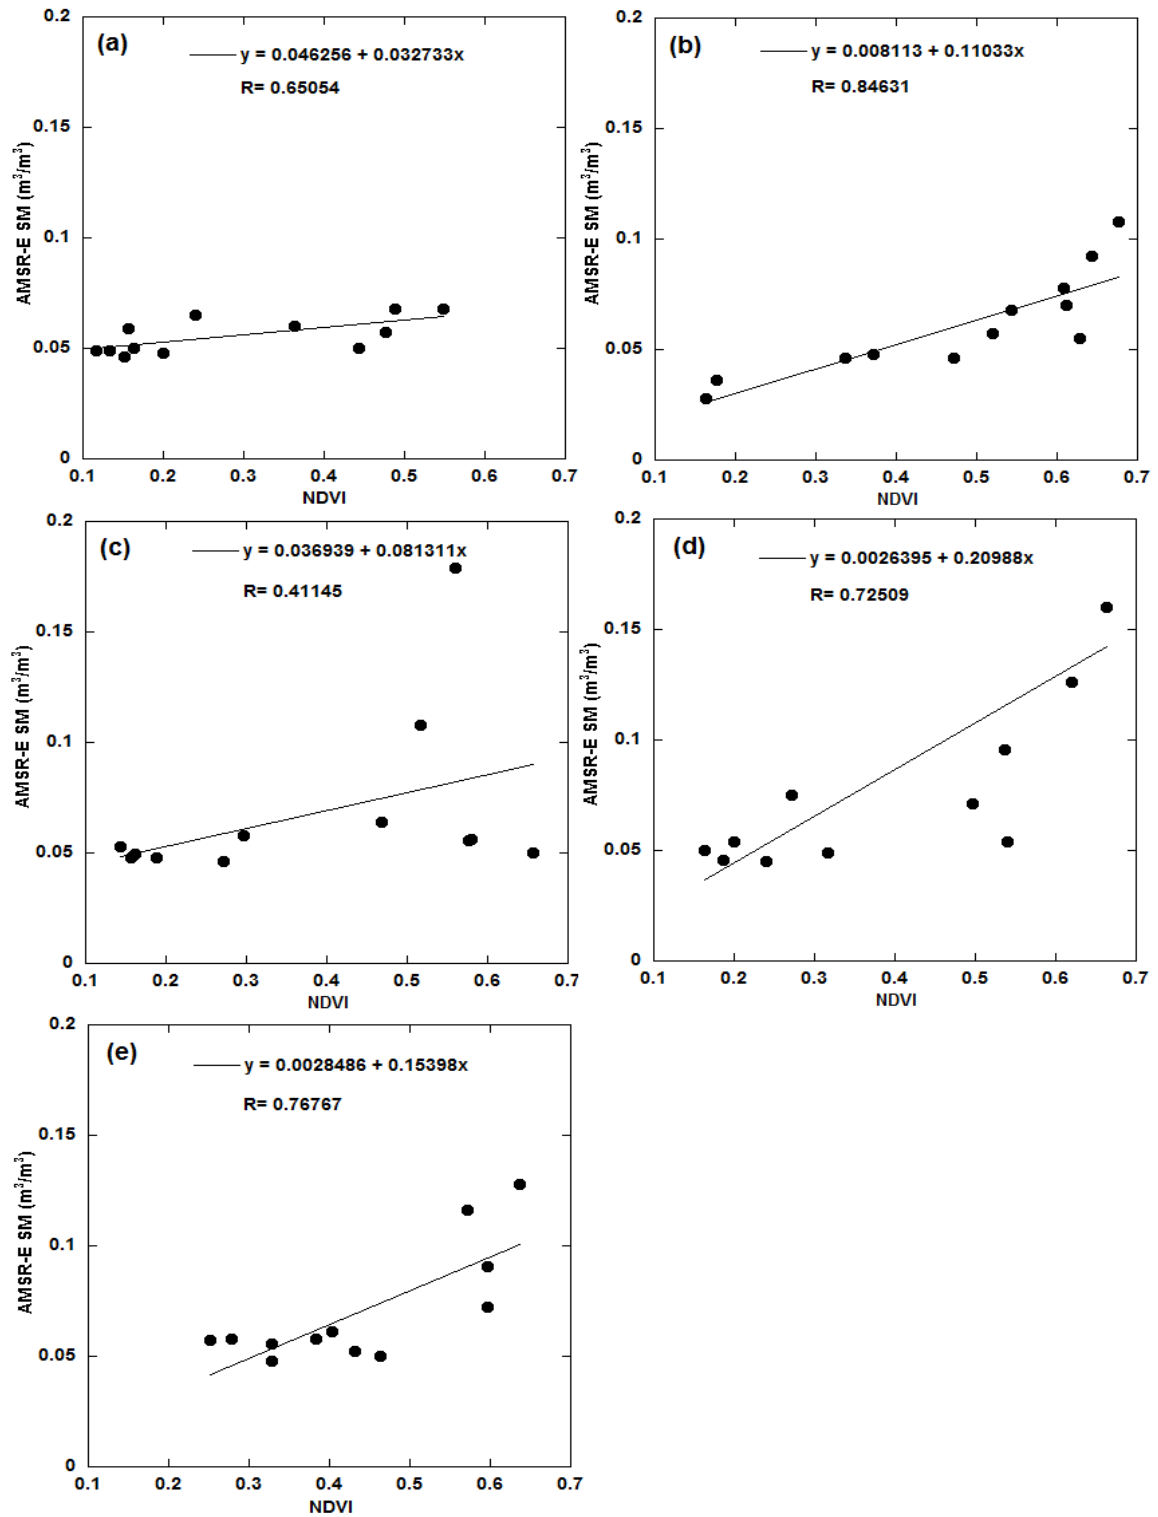 (a)
y = 0.046256 + 0.032733x
R= 0.65054
0.2
0.15
0.1
0.05
0
AMSR-E SM (m³/m³)
0.1 0.2 0.3 0.4 0.5 0.6 0.7
NDVI
(b)
y = 0.008113 + 0.11033x
R= 0.84631
0.2
0.15
0.1
0.05
0
AMSR-E SM (m³/m³)
0.1 0.2 0.3 0.4 0.5 0.6 0.7
NDVI
(c)
y = 0.036939 + 0.081311x
R= 0.41145
0.2
0.15
0.1
0.05
0
AMSR-E SM (m³/m³)
0.1 0.2 0.3 0.4 0.5 0.6 0.7
NDVI
(d)
y = 0.0026395 + 0.20988x
R= 0.72509
0.2
0.15
0.1
0.05
0
AMSR-E SM (m³/m³)
0.1 0.2 0.3 0.4 0.5 0.6 0.7
NDVI
(e)
y = 0.0028486 + 0.15398x
R= 0.76767
0.2
0.15
0.1
0.05
0
AMSR-E SM (m³/m³)
0.1 0.2 0.3 0.4 0.5 0.6 0.7
NDVI